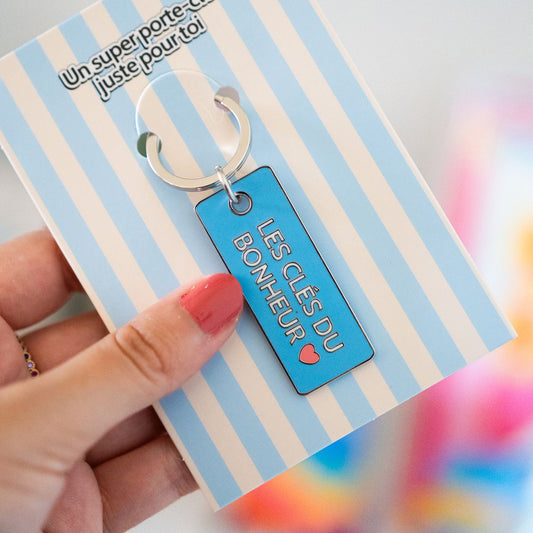 Un super porte-c
juste pour toi
LES CLÉS DU
BONHEUR